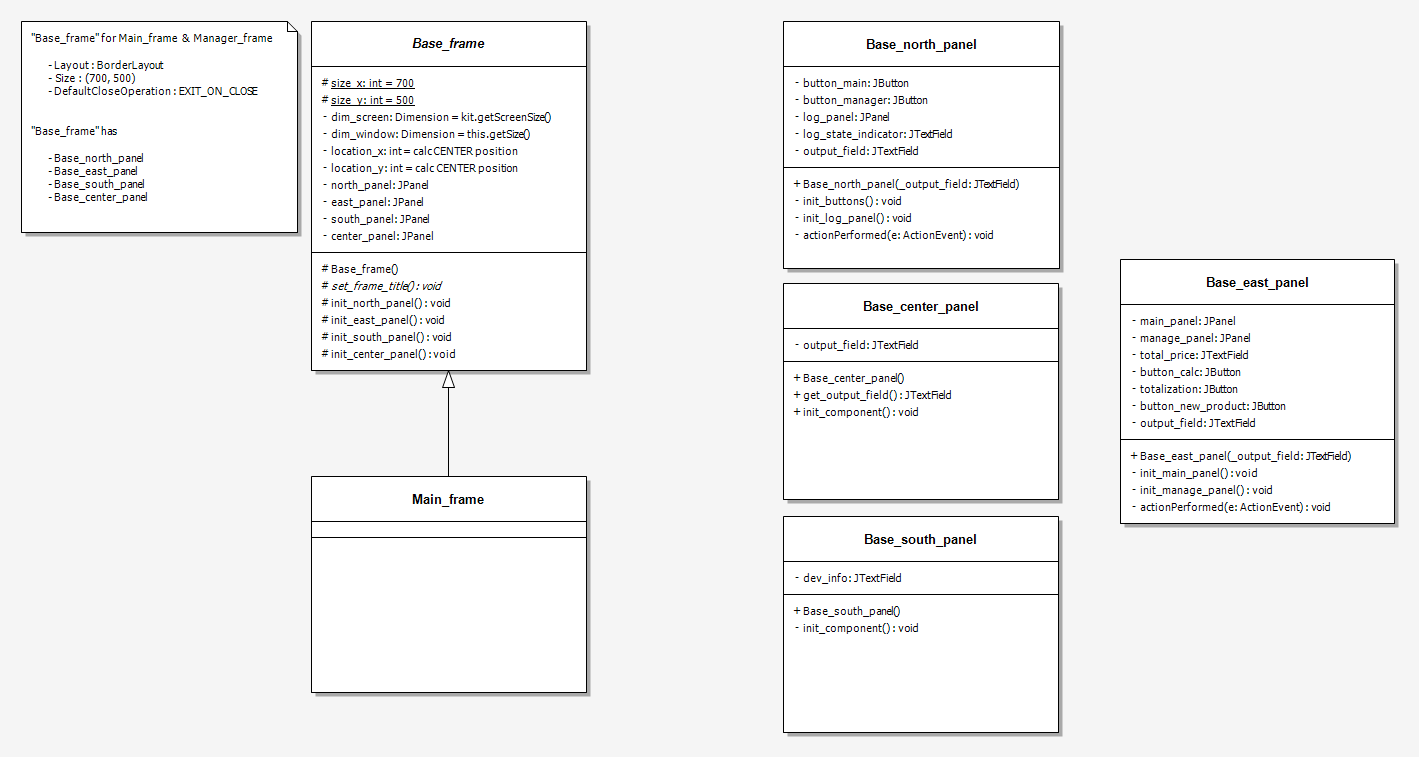 "Base_frame" for Main_frame & Manager_frame
- Layout : BorderLayout
- Size : (700, 500)
- DefaultCloseOperation : EXIT_ON_CLOSE
"Base_frame" has
- Base_north_panel
- Base_east_panel
- Base_south_panel
- Base_center_panel
Base_frame
# size_x: int = 700
# size_y: int = 500
- dim_screen: Dimension = kit.getScreenSize()
- dim_window: Dimension = this.getSize()
- location_x: int = calc CENTER position
- location_y: int = calc CENTER position
- north_panel: JPanel
- east_panel: JPanel
- south_panel: JPanel
- center_panel: JPanel
# Base_frame()
# set_frame_title() : void
# init_north_panel() : void
# init_east_panel() : void
# init_south_panel() : void
# init_center_panel() : void
Main_frame
Base_north_panel
- button_main: JButton
- button_manager: JButton
- log_panel: JPanel
- log_state_indicator: JTextField
- output_field: JTextField
+ Base_north_panel(_output_field: JTextField)
- init_buttons() : void
- init_log_panel() : void
- actionPerformed(e: ActionEvent) : void
Base_center_panel
- output_field: JTextField
+ Base_center_panel()
+ get_output_field() : JTextField
+ init_component() : void
Base_south_panel
- dev_info: JTextField
+ Base_south_panel()
- init_component() : void
Base_east_panel
- main_panel: JPanel
- manage_panel: JPanel
- total_price: JTextField
- button_calc: JButton
- totalization: JButton
- button_new_product: JButton
- output_field: JTextField
+ Base_east_panel(_output_field: JTextField)
- init_main_panel() : void
- init_manage_panel() : void
- actionPerformed(e: ActionEvent) : void